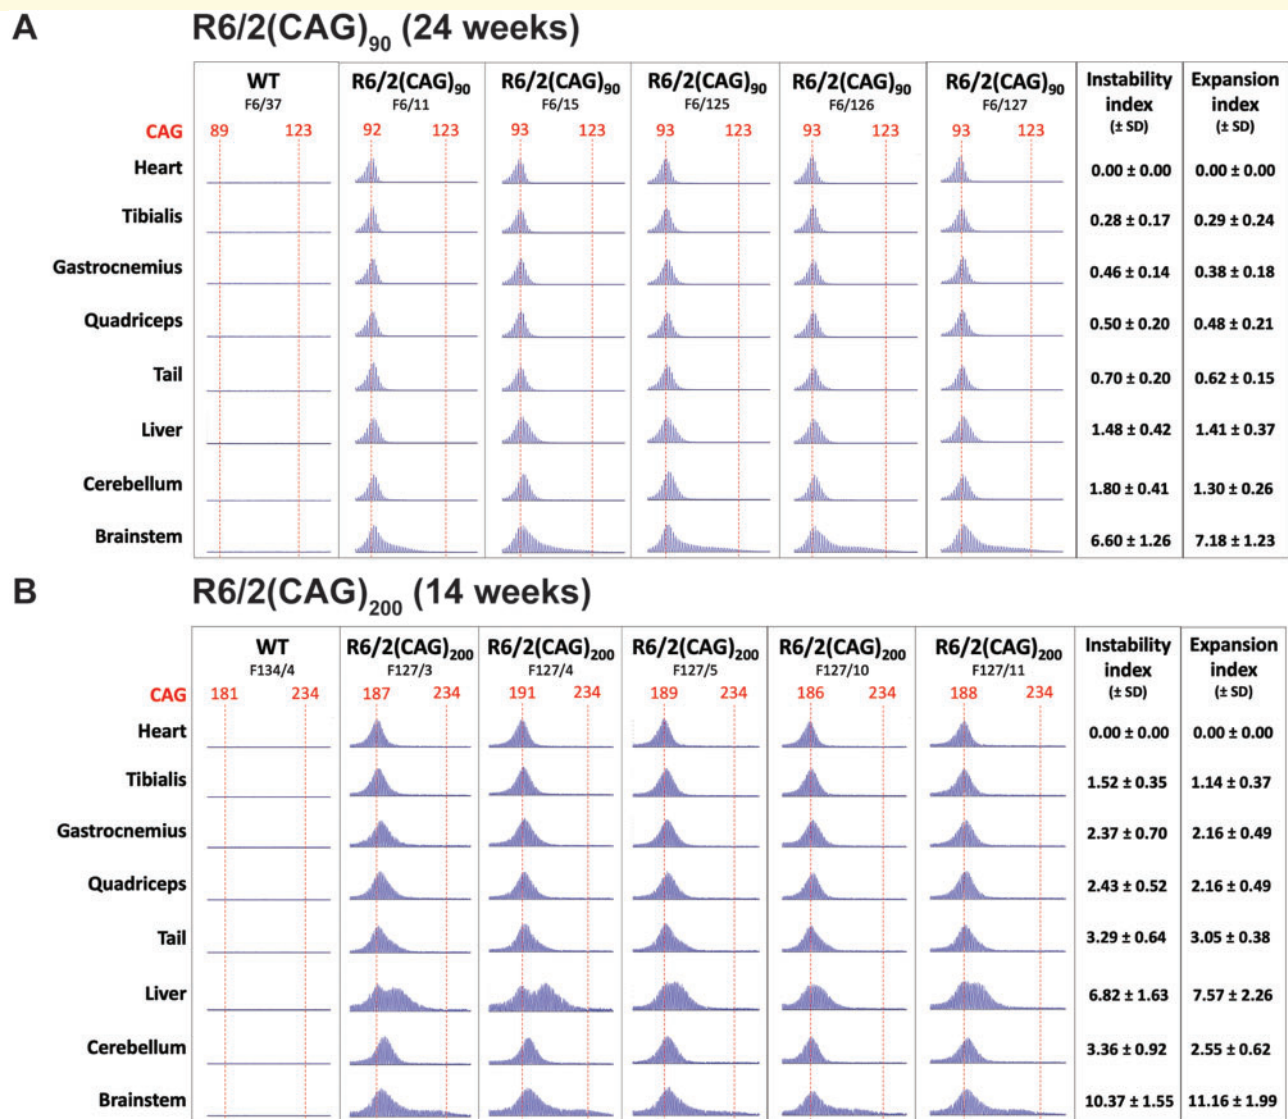 A
R6/2(CAG)90 (24 weeks)
WT R6/2(CAG)90 R6/2(CAG)90 R6/2(CAG)90 R6/2(CAG)90 R6/2(CAG)90 Instability Expansion
F6/37 F6/11 F6/15 F6/125 F6/126 F6/127 index index
(± SD) (± SD)
CAG 89 123 92 123 93 123 93 123 93 123 93 123
Heart 0.00 ± 0.00 0.00 ± 0.00
Tibialis 0.28 ± 0.17 0.29 ± 0.24
Gastrocnemius 0.46 ± 0.14 0.38 ± 0.18
Quadriceps 0.50 ± 0.20 0.48 ± 0.21
Tail 0.70 ± 0.20 0.62 ± 0.15
Liver 1.48 ± 0.42 1.41 ± 0.37
Cerebellum 1.80 ± 0.41 1.30 ± 0.26
Brainstem 6.60 ± 1.26 7.18 ± 1.23
B
R6/2(CAG)200 (14 weeks)
WT R6/2(CAG)200 R6/2(CAG)200 R6/2(CAG)200 R6/2(CAG)200 R6/2(CAG)200 Instability Expansion
F134/4 F127/3 F127/4 F127/5 F127/10 F127/11 index index
(± SD) (± SD)
CAG 181 234 187 234 191 234 189 234 186 234 188 234
Heart 0.00 ± 0.00 0.00 ± 0.00
Tibialis 1.52 ± 0.35 1.14 ± 0.37
Gastrocnemius 2.37 ± 0.70 2.16 ± 0.49
Quadriceps 2.43 ± 0.52 2.16 ± 0.49
Tail 3.29 ± 0.64 3.05 ± 0.38
Liver 6.82 ± 1.63 7.57 ± 2.26
Cerebellum 3.36 ± 0.92 2.55 ± 0.62
Brainstem 10.37 ± 1.55 11.16 ± 1.99